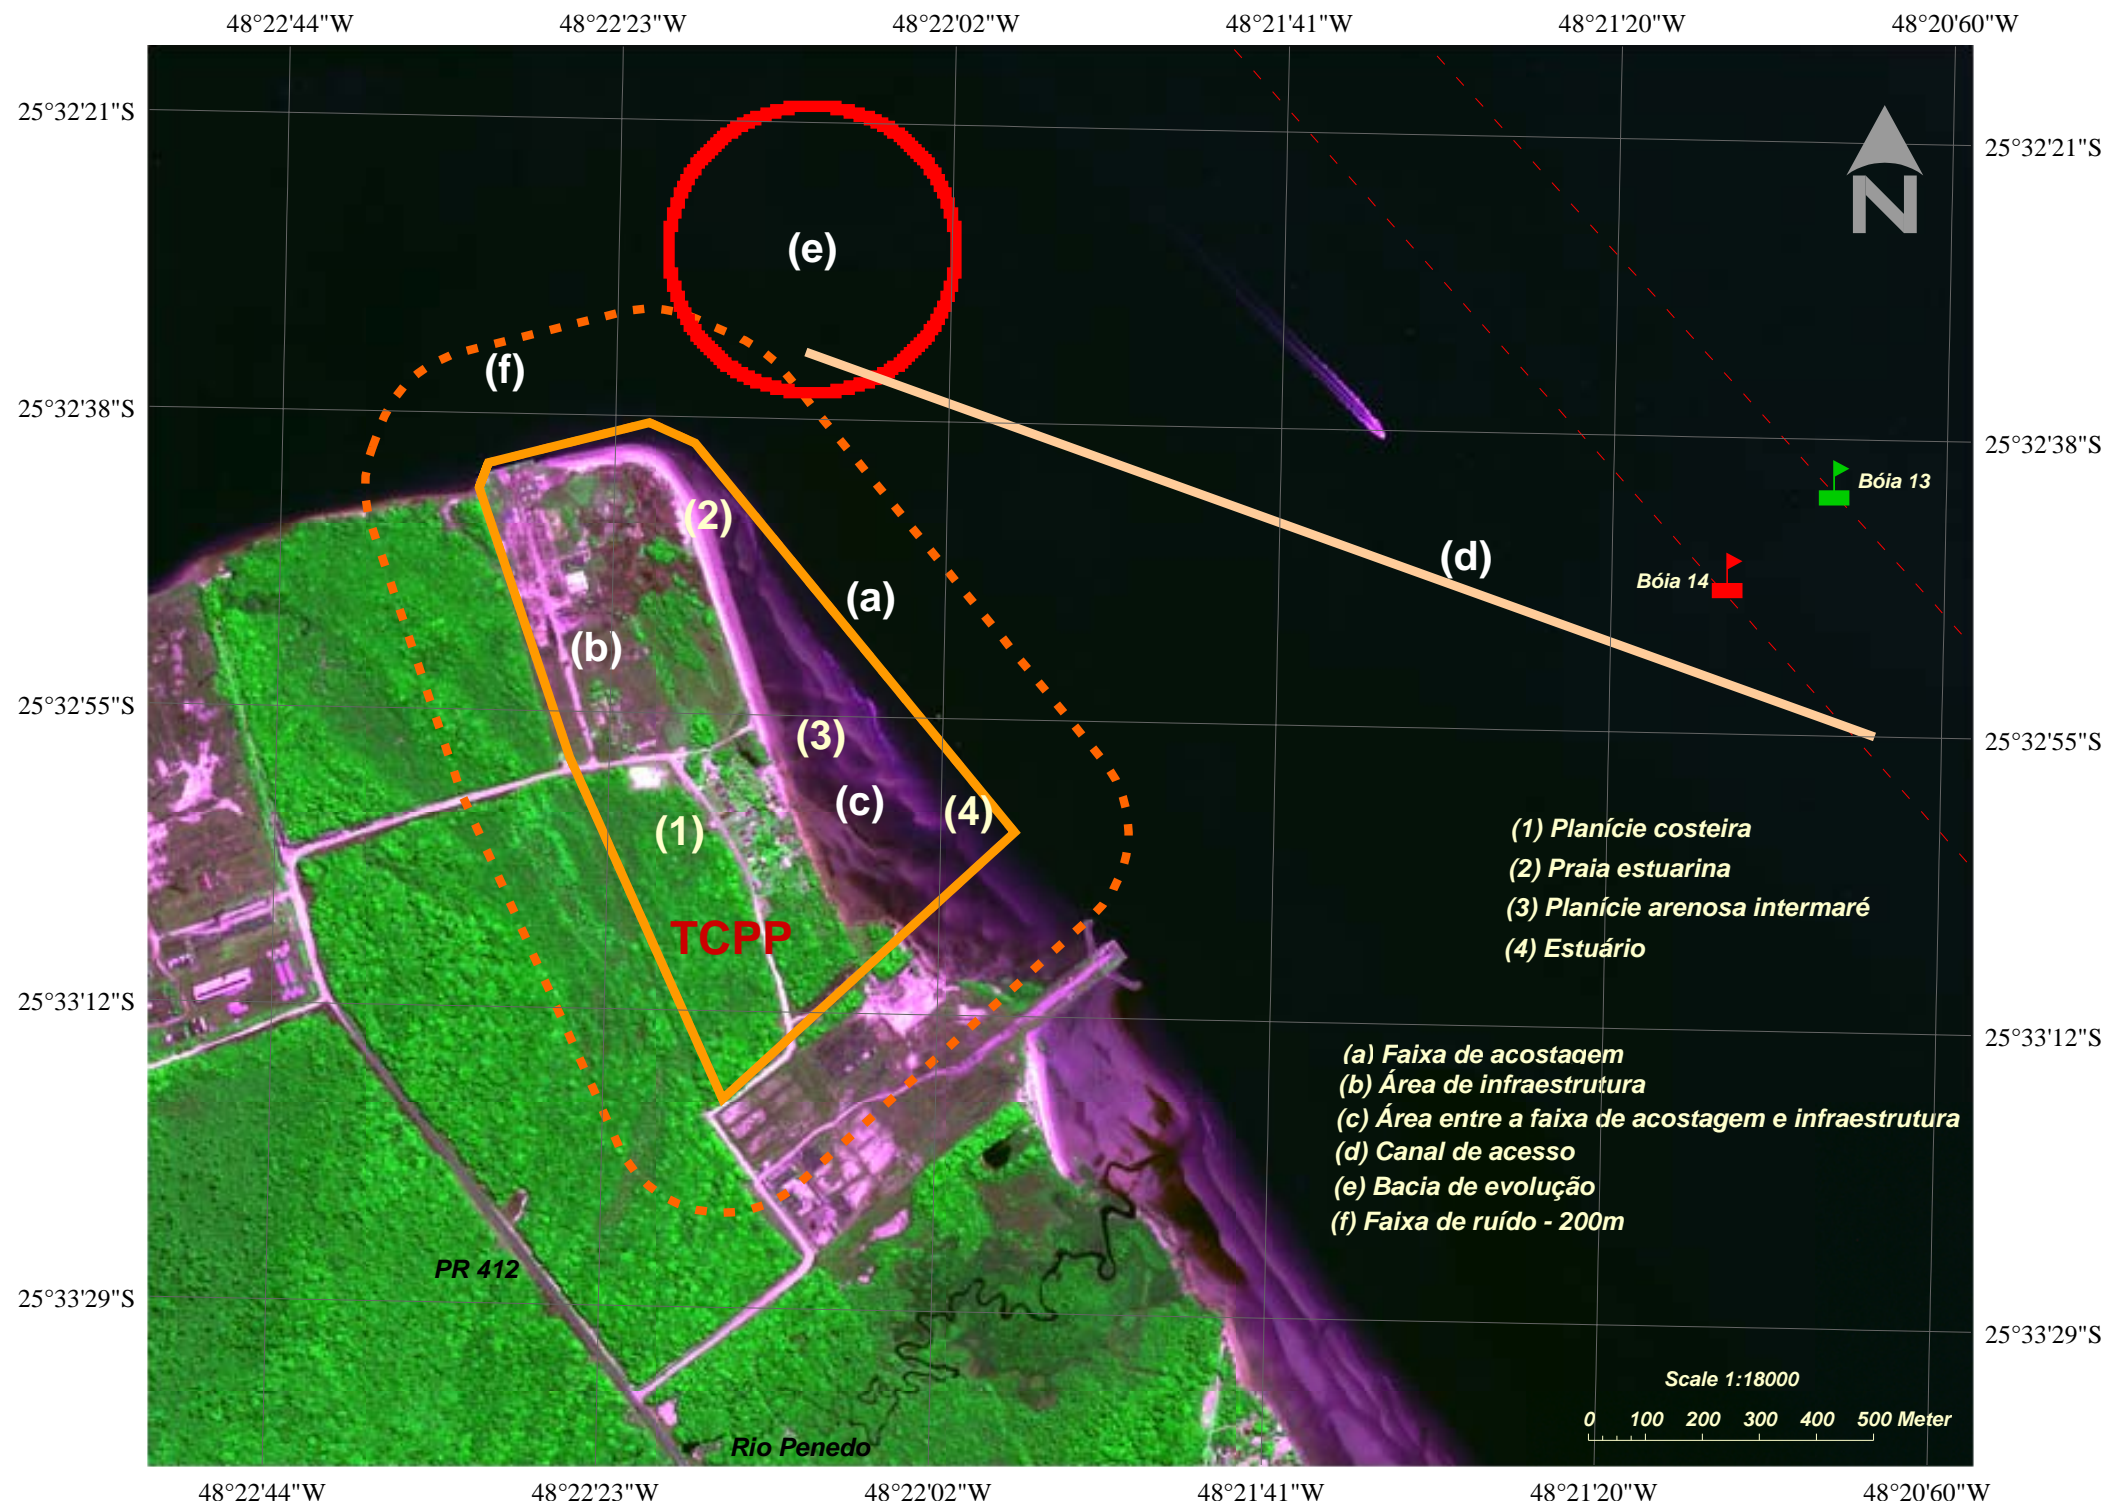 48°22'44"W 48°22'23"W 48°22'02"W 48°21'41"W 48°21'20"W 48°20'60"W
25°32'21"S
25°32'21"S
N
(e)
(f)
25°32'38"S
25°32'38"S
Bóia 13
(2)
(d)
Bóia 14
(a)
(b)
25°32'55"S
(3)
25°32'55"S
(c)
(4)
(1)
(1) Planície costeira
(2) Praia estuarina
(3) Planície arenosa intermaré
(4) Estuário
TCPP
25°33'12"S
25°33'12"S
(a) Faixa de acostagem
(b) Área de infraestrutura
(c) Área entre a faixa de acostagem e infraestrutura
(d) Canal de acesso
(e) Bacia de evolução
(f) Faixa de ruído - 200m
PR 412
25°33'29"S
25°33'29"S
Scale 1:18000
0 100 200 300 400 500 Meter
Rio Penedo
48°22'44"W 48°22'23"W 48°22'02"W 48°21'41"W 48°21'20"W 48°20'60"W